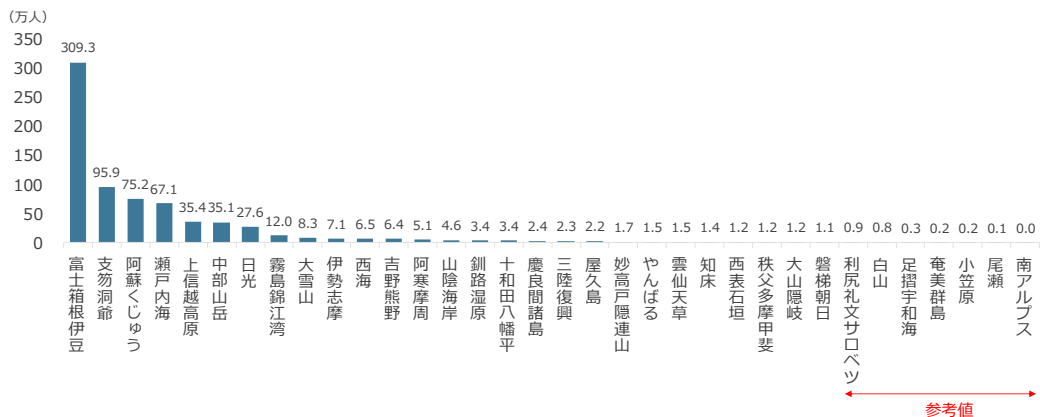 （万人）
350
300
250
200
150
100
50
0
309.3
95.9
75.2
67.1
35.4
35.1
27.6
12.0
8.3
7.1
6.5
6.4
5.1
4.6
3.4
3.4
2.4
2.3
2.2
1.7
1.5
1.5
1.4
1.2
1.2
1.2
1.1
0.9
0.8
0.3
0.2
0.2
0.1
0.0
富士箱根伊豆
支笏洞爺
阿蘇くじゅう
瀬戸内海
上信越高原
中部山岳
日光
霧島錦江湾
大雪山
伊勢志摩
西海
吉野熊野
阿寒摩周
山陰海岸
釧路湿原
十和田八幡平
慶良間諸島
三陸復興
屋久島
妙高戸隠連山
やんばる
雲仙天草
知床
西表石垣
秩父多摩甲斐
大山隠岐
磐梯朝日
利尻礼文サロベツ
白山
足摺宇和海
奄美群島
小笠原
尾瀬
南アルプス
参考値